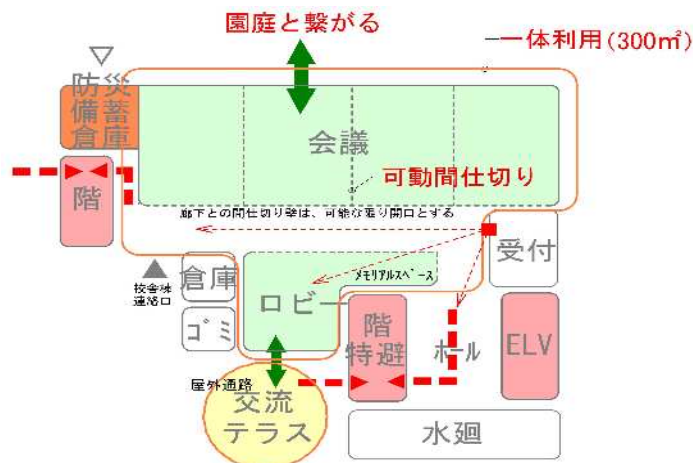 園庭と繋がる
一体利用(300㎡)
防災
備蓄
倉庫
会議
可動間仕切り
階
廊下との間仕切り壁は、可能な限り開口とする
受付
校舎棟
連絡口
倉庫
メモリアルスペース
ロビー
ゴミ
階
特避
ホール
ELV
屋外通路
交流
テラス
水廻